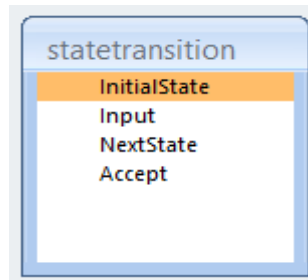 statetransition
InitialState
Input
NextState
Accept